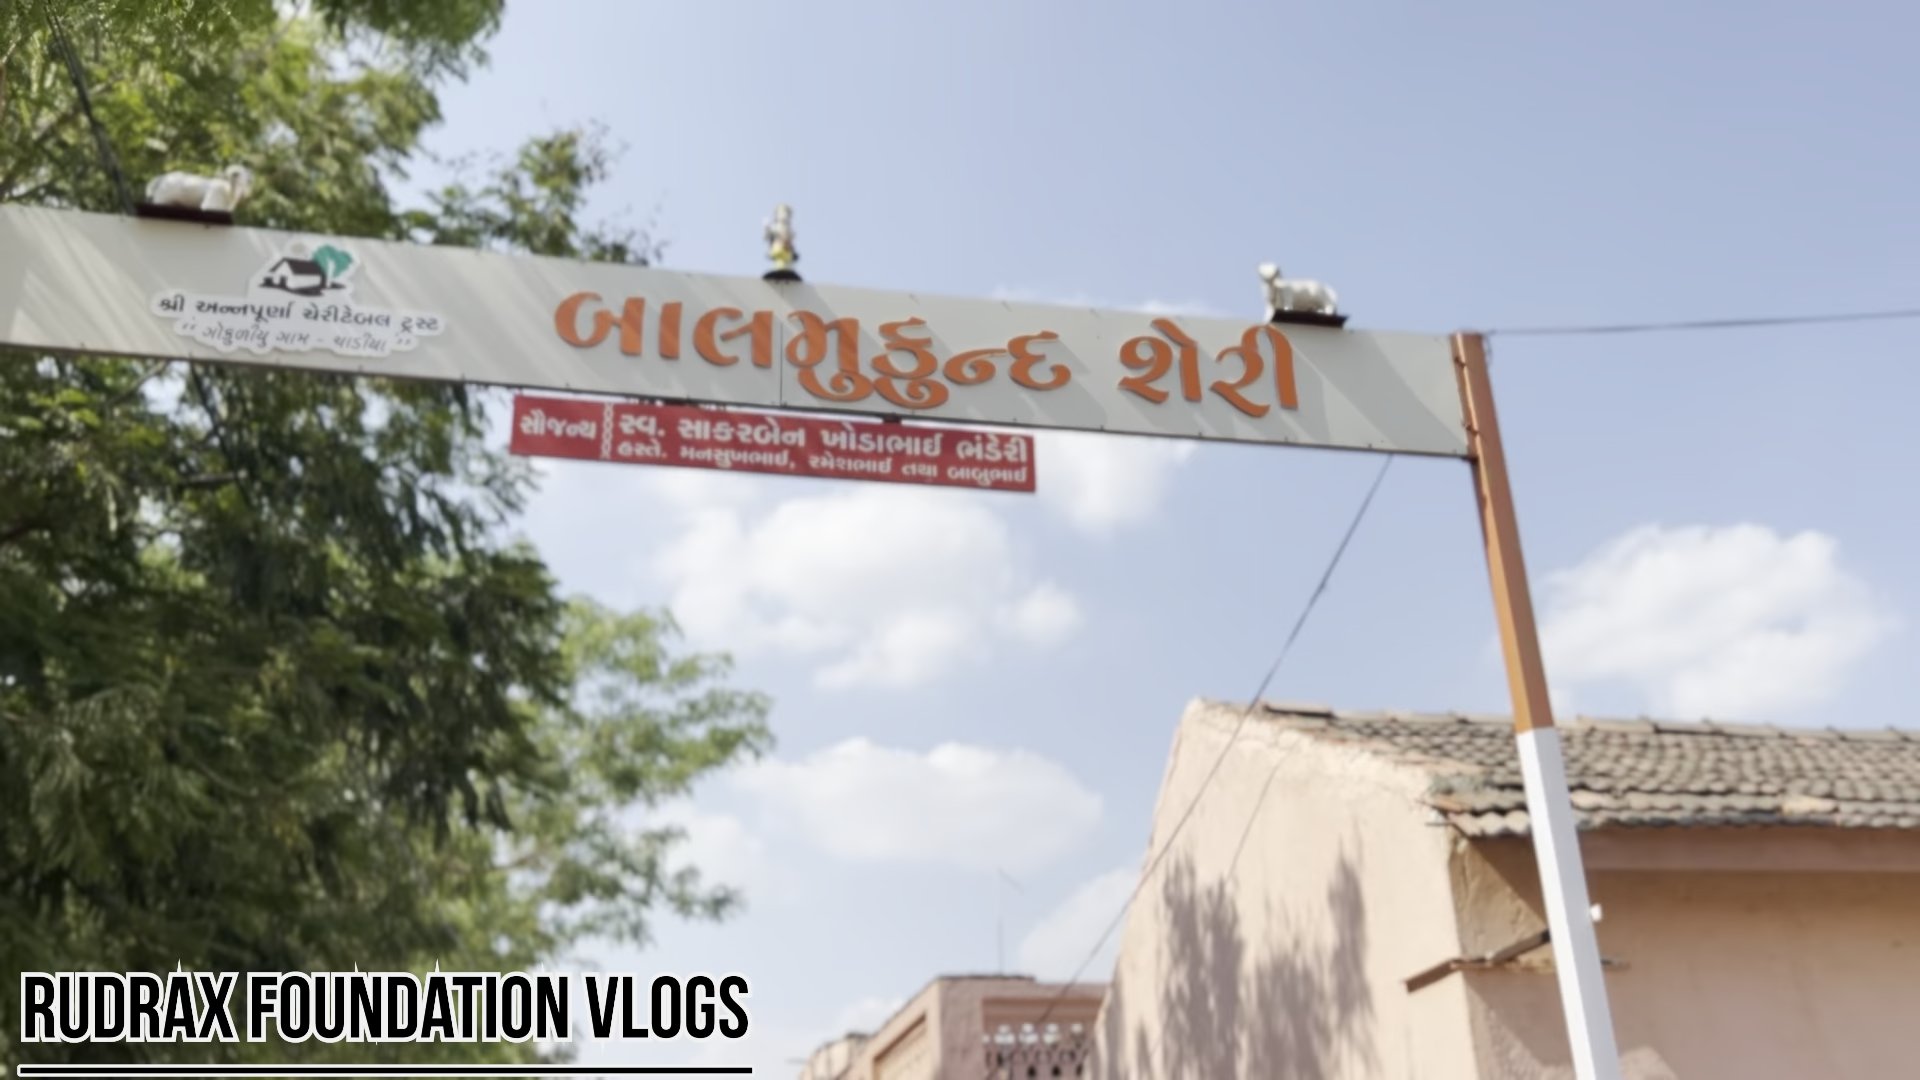 શ્રી અન્નપૂર્ણા ચેરીટેબલ ટ્રસ્ટ
"ગોકુળીયુ ગામ - ચાડીયા"
બાલમુકુન્દ શેરી
સૌજન્ય
સ્વ. સાકરબેન ખોડાભાઈ ભંડેરી
હસ્તે. મનસુખભાઈ, રમેશભાઈ તથા બાબુભાઈ
RUDRAX FOUNDATION VLOGS